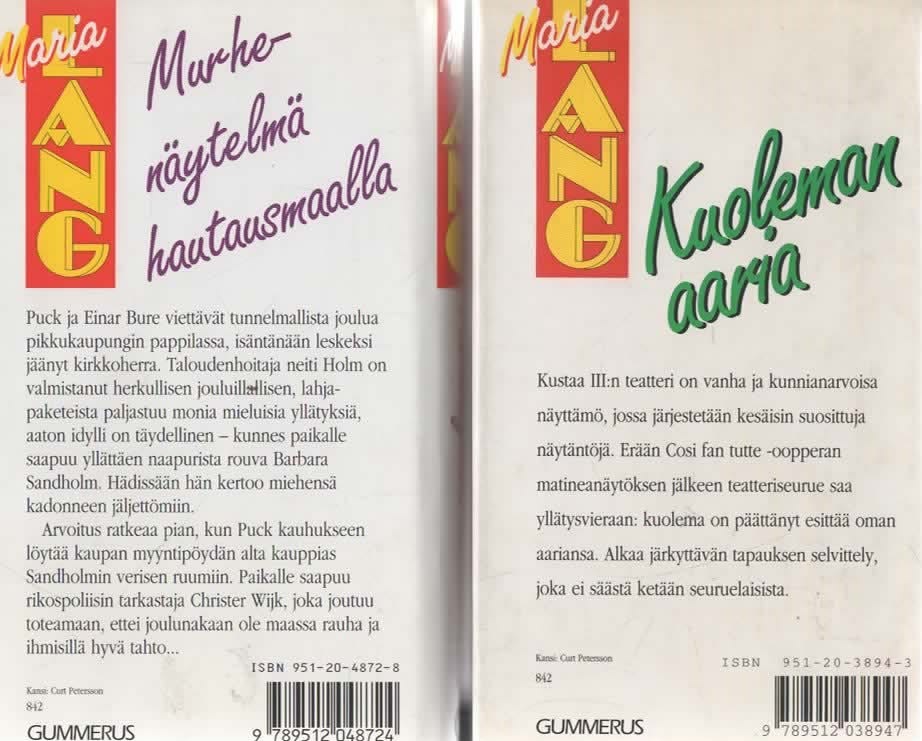 Maria
LANG
Murhe-
näytelmä
hautausmaalla
Puck ja Einar Bure viettävät tunnelmallista joulua
pikkukaupungin pappilassa, isäntänään leskeksi
jäänyt kirkkoherra. Taloudenhoitaja neiti Holm on
valmistanut herkullisen jouluillallisen, lahja-
paketeista paljastuu monia mieluisia yllätyksiä,
aaton idylli on täydellinen – kunnes paikalle
saapuu yllättäen naapurista rouva Barbara
Sandholm. Hädissään hän kertoo miehensä
kadonneen jäljettömiin.
Arvoitus ratkeaa pian, kun Puck kauhukseen
löytää kaupan myyntipöydän alta kauppias
Sandholmin verisen ruumiin. Paikalle saapuu
rikospoliisin tarkastaja Christer Wijk, joka joutuu
toteamaan, ettei joulunakaan ole maassa rauha ja
ihmisillä hyvä tahto...
ISBN 951-20-4872-8
Kansi: Curt Petersson
842
GUMMERUS
9 789512 048724
Maria
LANG
Kuoleman
aaria
Kustaa III:n teatteri on vanha ja kunnianarvoisa
näyttämö, jossa järjestetään kesäisin suosittuja
näytäntöjä. Erään Cosi fan tutte -oopperan
matineanäytöksen jälkeen teatteriseurue saa
yllätysvieraan: kuolema on päättänyt esittää oman
aariansa. Alkaa järkyttävän tapauksen selvittely,
joka ei säästä ketään seuruelaisista.
Kansi: Curt Petersson
842
ISBN 951-20-3894-3
GUMMERUS
9 789512 038947